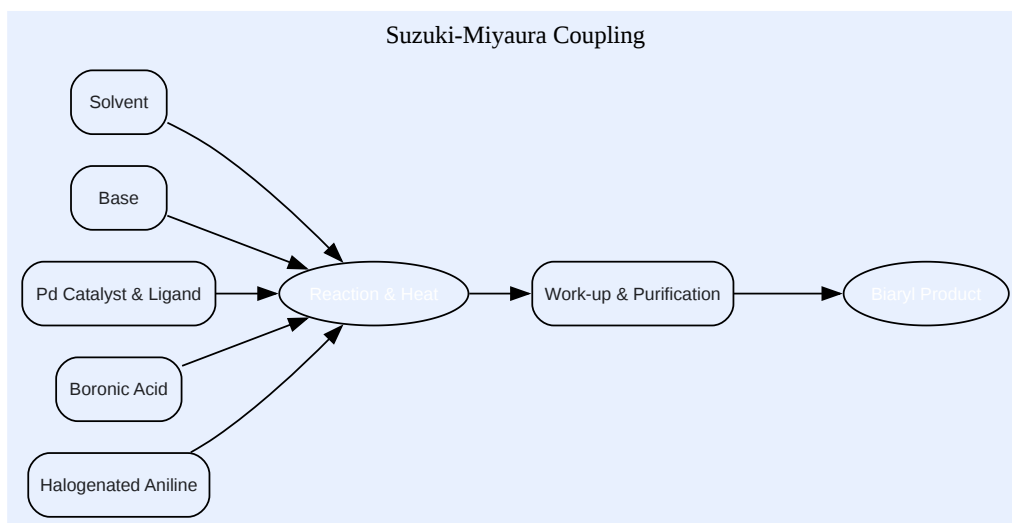 Suzuki-Miyaura Coupling
Solvent
Base
Pd Catalyst & Ligand
Reaction & Heat
Work-up & Purification
Biaryl Product
Boronic Acid
Halogenated Aniline